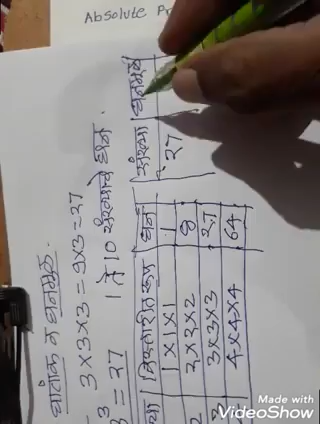 Absolute
घातांक व घनमूळ.
3×3×3 = 9×3 = 27
3 = 27
1 ते 10 संख्यांचे घन.
विस्तारीत रूप घन
1×1×1 1
2×2×2 8
3×3×3 27
4×4×4 64
संख्या घनमूळ
27
Made with
VideoShow